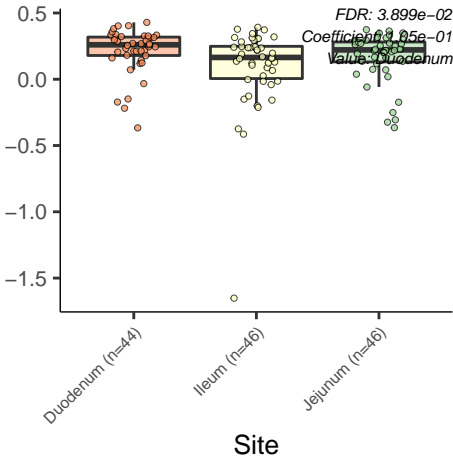 FDR: 3.899e−02
Coefficient:
Value: Duodenum
0.5
0.0
−0.5
−1.0
−1.5
Duodenum (n=44)
Ileum (n=46)
Jejunum (n=46)
Site